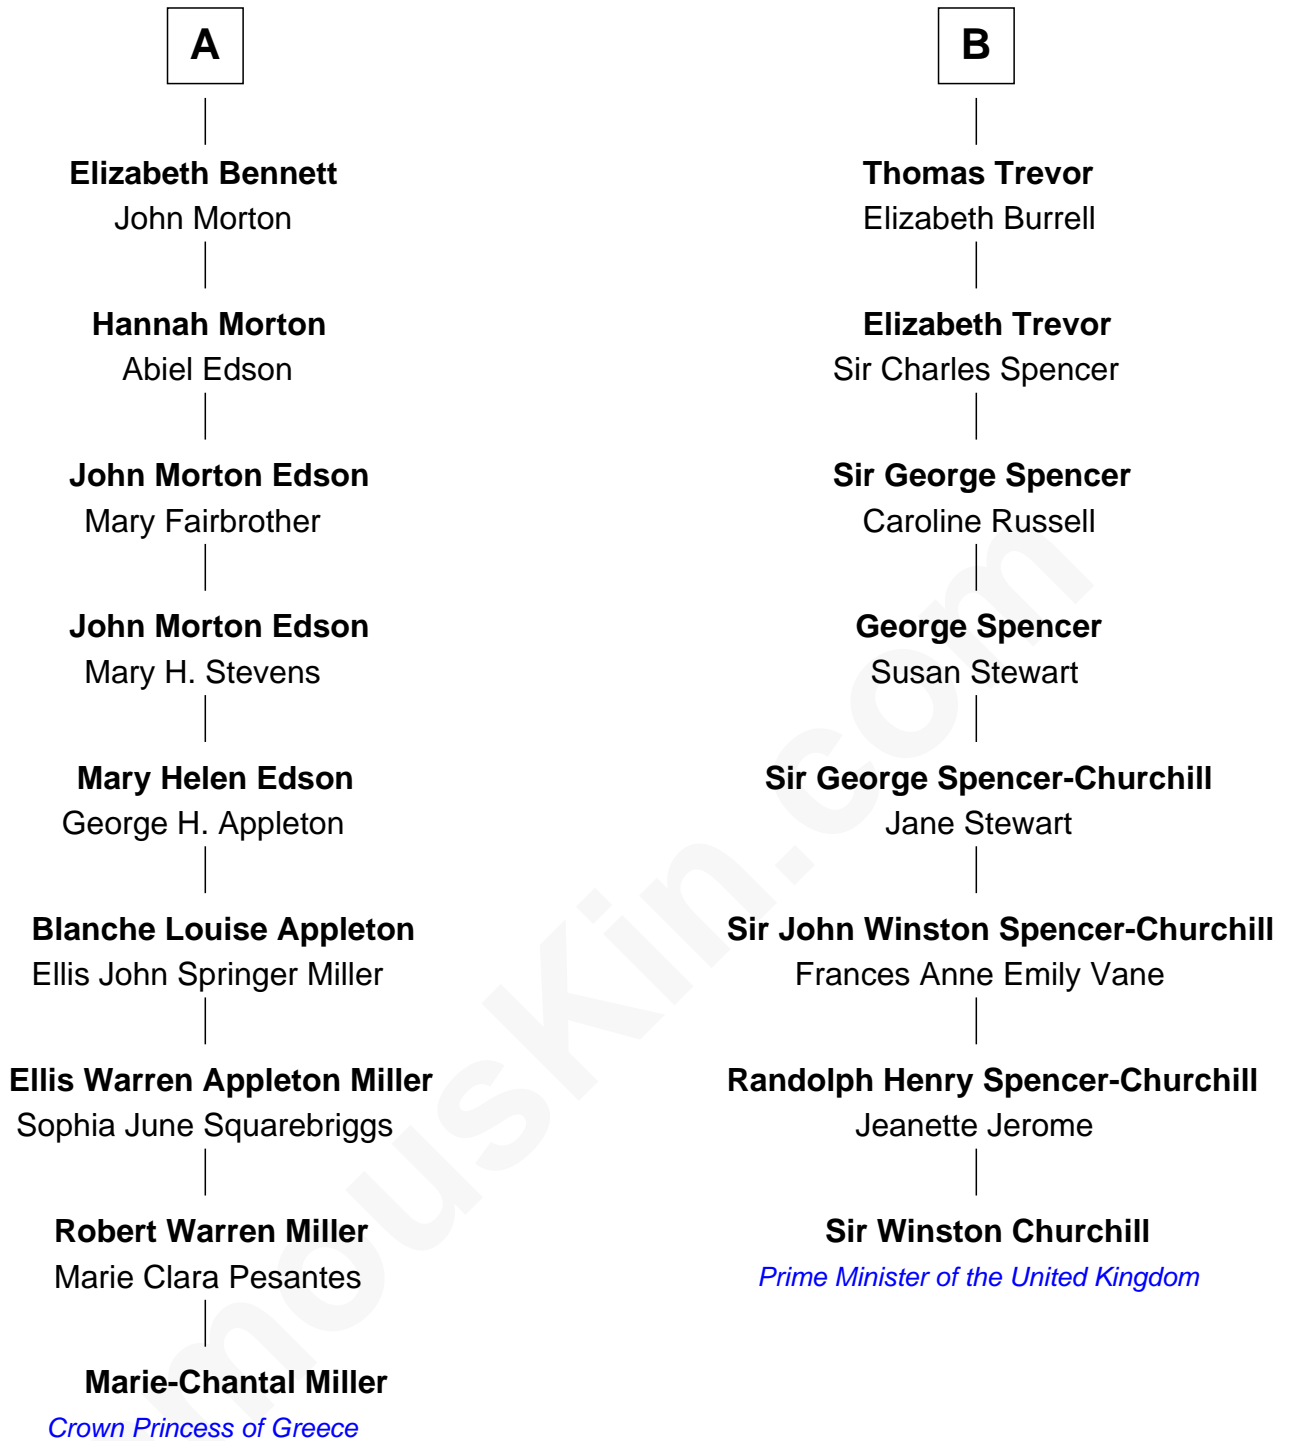 A
Elizabeth Bennett
John Morton
Hannah Morton
Abiel Edson
John Morton Edson
Mary Fairbrother
John Morton Edson
Mary H. Stevens
Mary Helen Edson
George H. Appleton
Blanche Louise Appleton
Ellis John Springer Miller
Ellis Warren Appleton Miller
Sophia June Squarebriggs
Robert Warren Miller
Marie Clara Pesantes
Marie-Chantal Miller
Crown Princess of Greece
B
Thomas Trevor
Elizabeth Burrell
Elizabeth Trevor
Sir Charles Spencer
Sir George Spencer
Caroline Russell
George Spencer
Susan Stewart
Sir George Spencer-Churchill
Jane Stewart
Sir John Winston Spencer-Churchill
Frances Anne Emily Vane
Randolph Henry Spencer-Churchill
Jeanette Jerome
Sir Winston Churchill
Prime Minister of the United Kingdom
mousKin.com